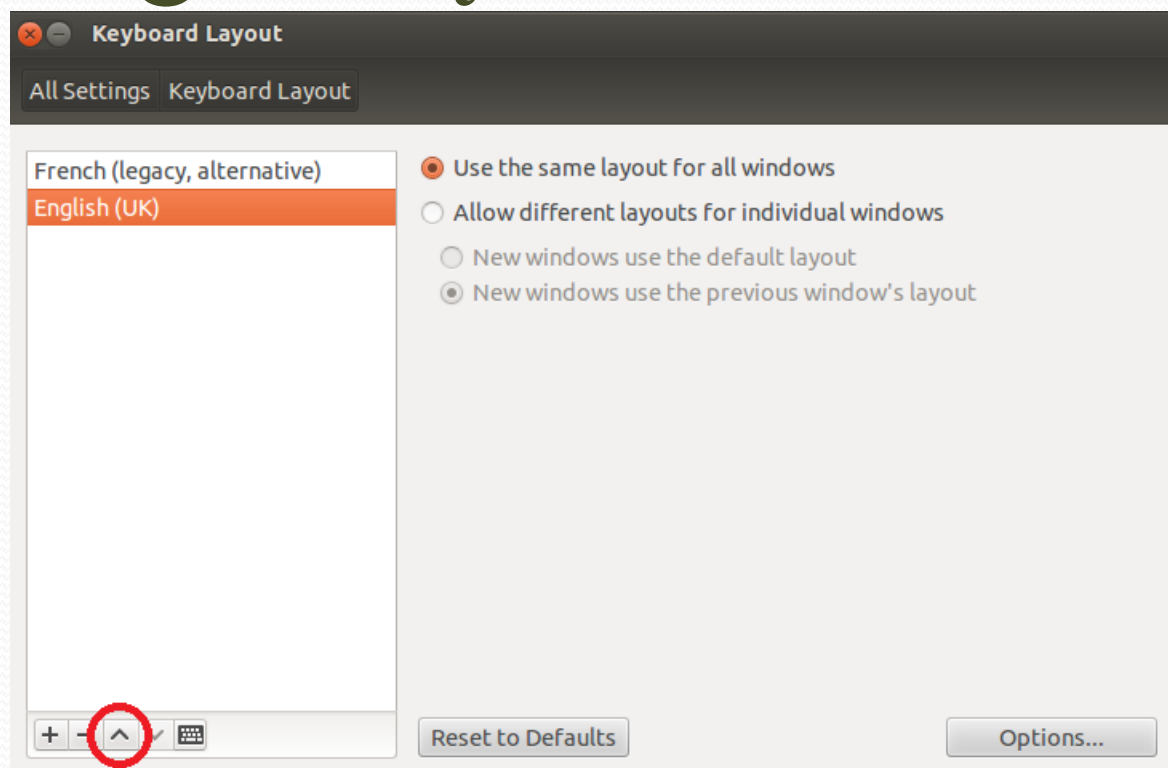 Keyboard Layout
All Settings Keyboard Layout
French (legacy, alternative)
English (UK)
Use the same layout for all windows
Allow different layouts for individual windows
New windows use the default layout
New windows use the previous window's layout
Reset to Defaults
Options...